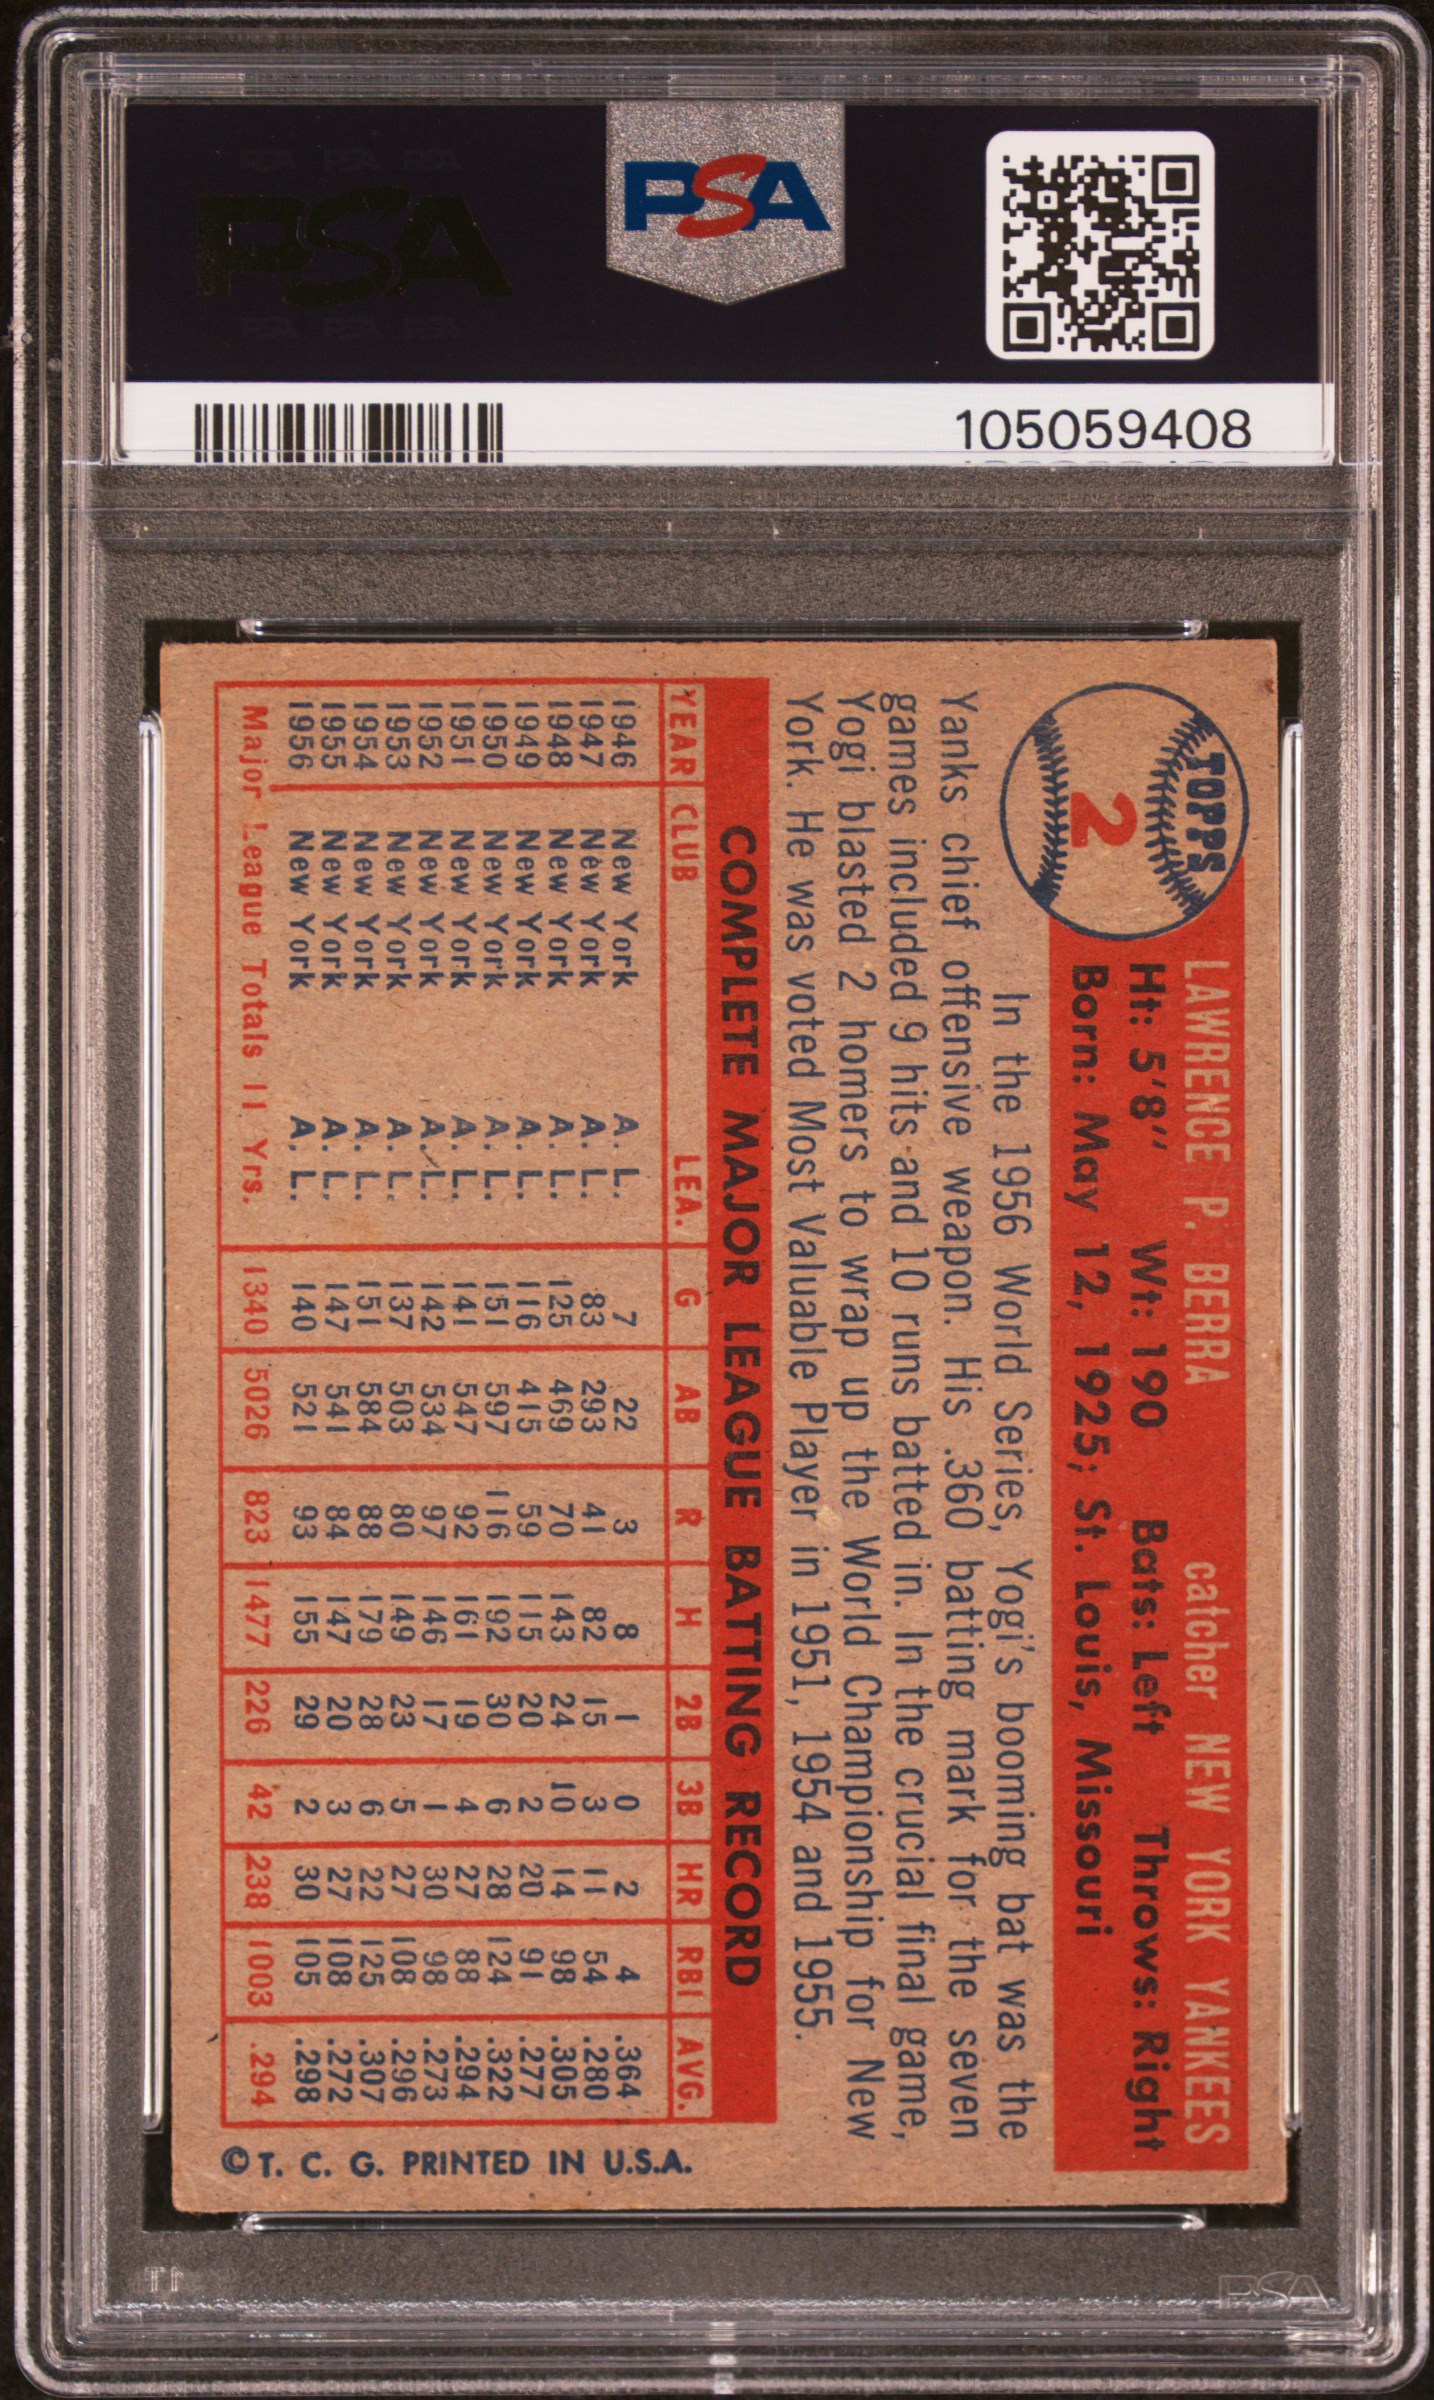 PSA
PSA PSA PSA
PSA
PSA PSA PSA
105059408
TOPPS
2
LAWRENCE P. BERRA catcher NEW YORK YANKEES
Ht: 5'8" Wt: 190 Bats: Left Throws: Right
Born: May 12, 1925; St. Louis, Missouri
In the 1956 World Series, Yogi's booming bat was the
Yanks chief offensive weapon. His .360 batting mark for the seven
games included 9 hits and 10 runs batted in. In the crucial final game,
Yogi blasted 2 homers to wrap up the World Championship for New
York. He was voted Most Valuable Player in 1951, 1954 and 1955.
COMPLETE MAJOR LEAGUE BATTING RECORD
YEAR CLUB LEA. G AB R H 2B 3B HR RBI AVG.
1946 New York A. L. 7 22 3 8 1 0 2 4 .364
1947 New York A. L. 83 293 41 82 15 3 11 54 .280
1948 New York A. L. 125 469 70 143 24 10 14 98 .305
1949 New York A. L. 116 415 59 115 20 2 20 91 .277
1950 New York A. L. 151 597 116 192 30 6 28 124 .322
1951 New York A. L. 141 547 92 161 19 4 27 88 .294
1952 New York A. L. 142 534 97 146 17 1 30 98 .273
1953 New York A. L. 137 503 80 149 23 5 27 108 .296
1954 New York A. L. 151 584 88 179 28 6 22 125 .307
1955 New York A. L. 147 541 84 147 20 3 27 108 .272
1956 New York A. L. 140 521 93 155 29 2 30 105 .298
Major League Totals 11 Yrs. 1340 5026 823 1477 226 42 238 1003 .294
© T. C. G. PRINTED IN U.S.A.
PSA